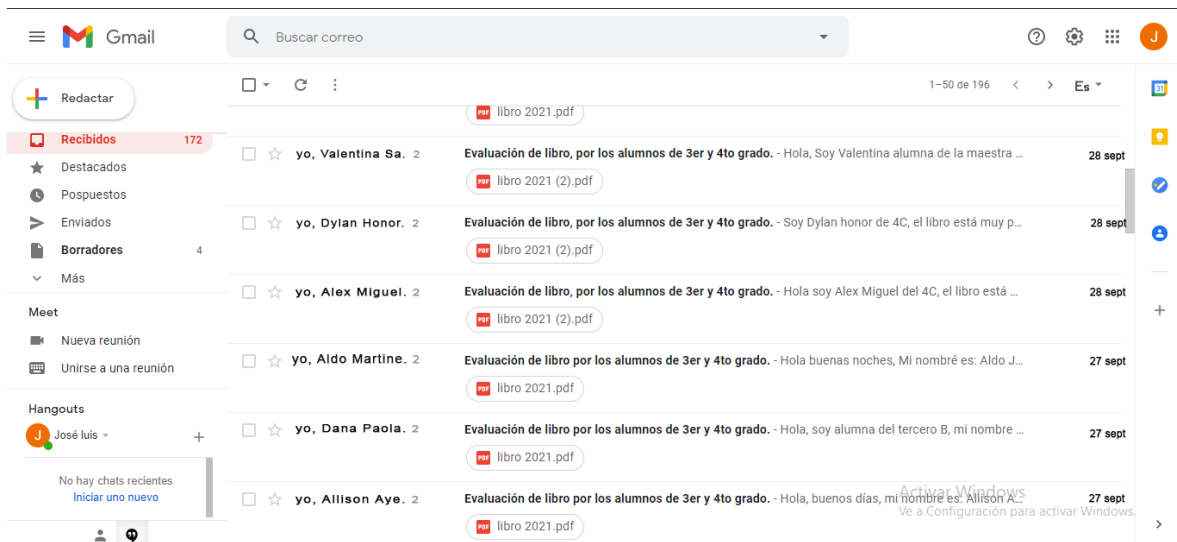 Gmail
Buscar correo
J
Redactar
1–50 de 196
Es
31
PDF libro 2021.pdf
Recibidos 172
yo, Valentina Sa. 2 Evaluación de libro, por los alumnos de 3er y 4to grado. - Hola, Soy Valentina alumna de la maestra ... 28 sept
PDF libro 2021 (2).pdf
Destacados
Pospuestos
Enviados
yo, Dylan Honor. 2 Evaluación de libro, por los alumnos de 3er y 4to grado. - Soy Dylan honor de 4C, el libro está muy p... 28 sept
PDF libro 2021 (2).pdf
Borradores 4
Más
yo, Alex Miguel. 2 Evaluación de libro, por los alumnos de 3er y 4to grado. - Hola soy Alex Miguel del 4C, el libro está ... 28 sept
PDF libro 2021 (2).pdf
Meet
Nueva reunión
Unirse a una reunión
yo, Aldo Martine. 2 Evaluación de libro por los alumnos de 3er y 4to grado. - Hola buenas noches, Mi nombré es: Aldo J... 27 sept
PDF libro 2021.pdf
Hangouts
J José luis
yo, Dana Paola. 2 Evaluación de libro por los alumnos de 3er y 4to grado. - Hola, soy alumna del tercero B, mi nombre ... 27 sept
PDF libro 2021.pdf
No hay chats recientes
Iniciar uno nuevo
yo, Allison Aye. 2 Evaluación de libro por los alumnos de 3er y 4to grado. - Hola, buenos días, mi nombre es: Allison A... 27 sept
PDF libro 2021.pdf
Activar Windows
Ve a Configuración para activar Windows.